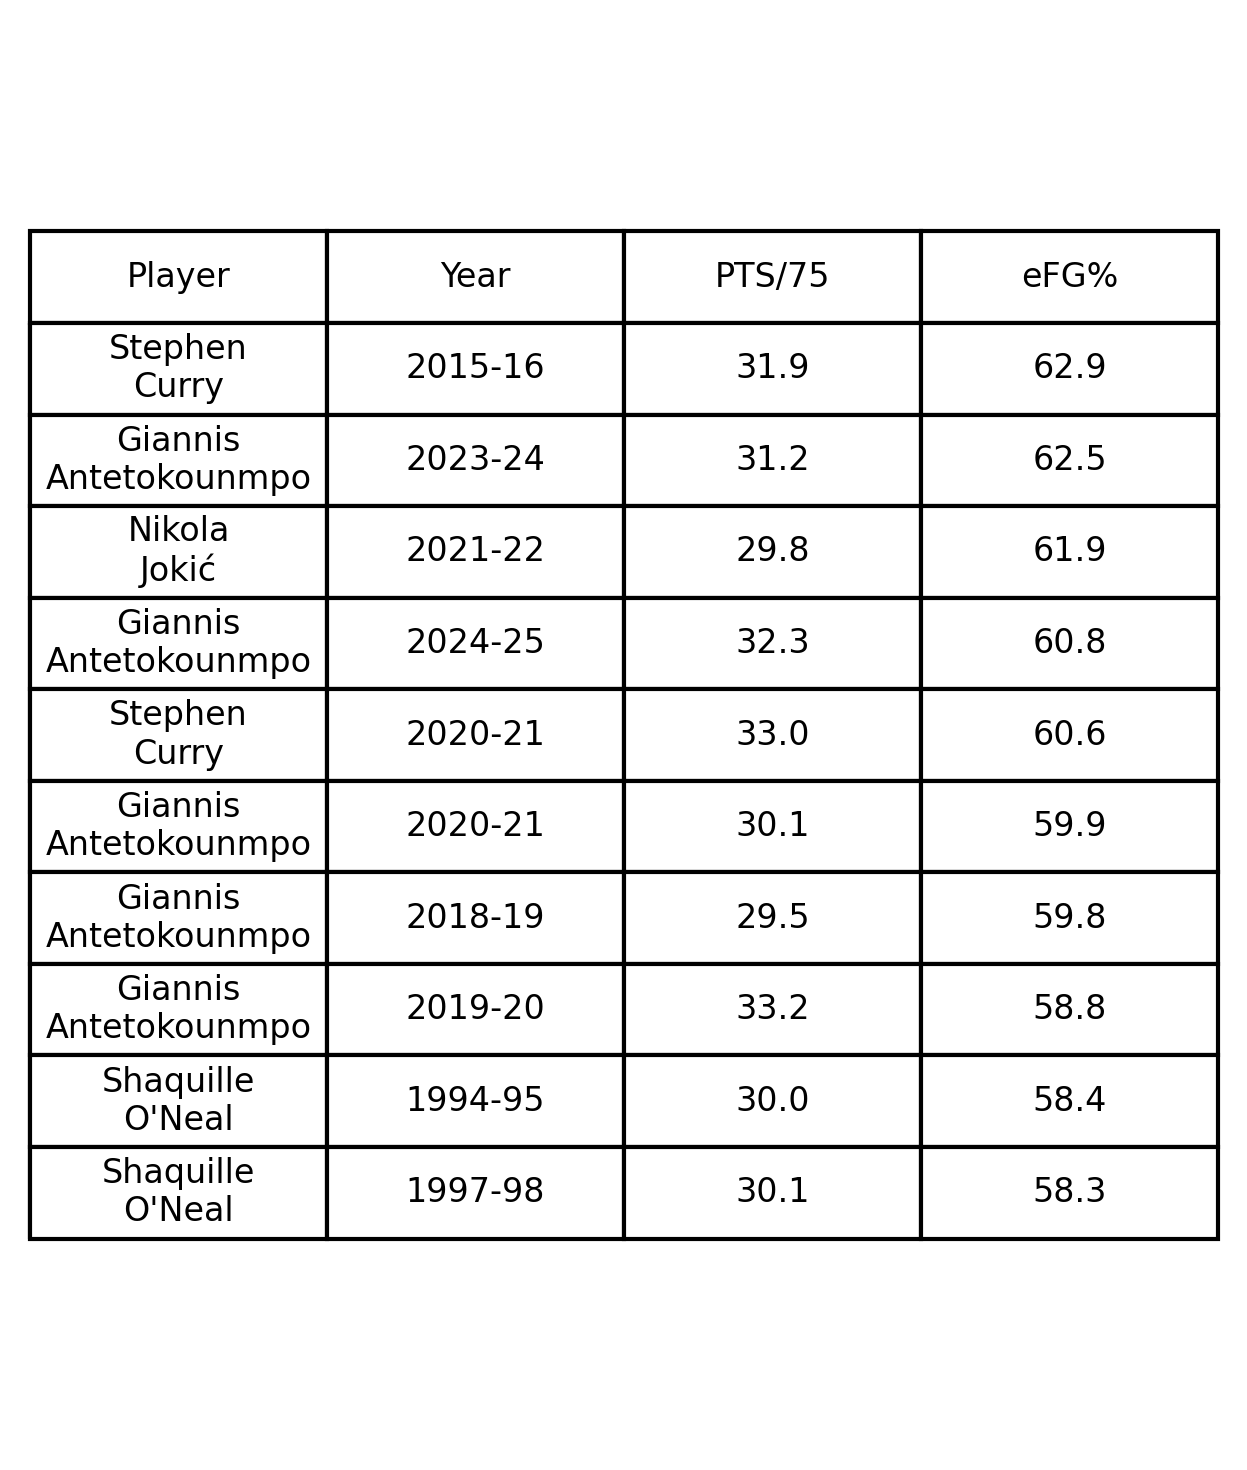 Player Year PTS/75 eFG%
Stephen
Curry 2015-16 31.9 62.9
Giannis
Antetokounmpo 2023-24 31.2 62.5
Nikola
Jokić 2021-22 29.8 61.9
Giannis
Antetokounmpo 2024-25 32.3 60.8
Stephen
Curry 2020-21 33.0 60.6
Giannis
Antetokounmpo 2020-21 30.1 59.9
Giannis
Antetokounmpo 2018-19 29.5 59.8
Giannis
Antetokounmpo 2019-20 33.2 58.8
Shaquille
O'Neal 1994-95 30.0 58.4
Shaquille
O'Neal 1997-98 30.1 58.3